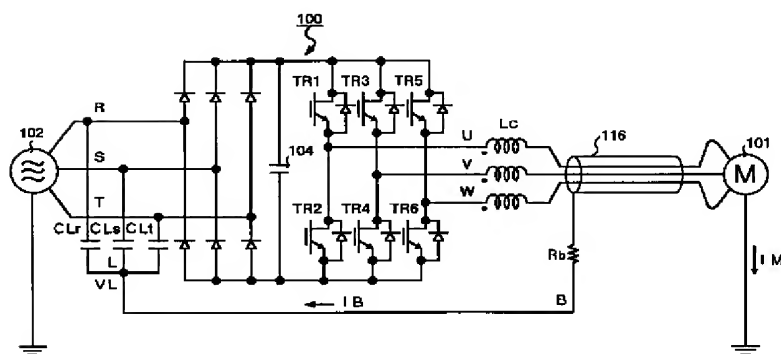 100
TR1 TR3 TR5
R
102
S
104
U
Lc
116
101
V
M
T
W
CLr CLs CLt
TR2 TR4 TR6
Rb
L
VL
IB
B
IM